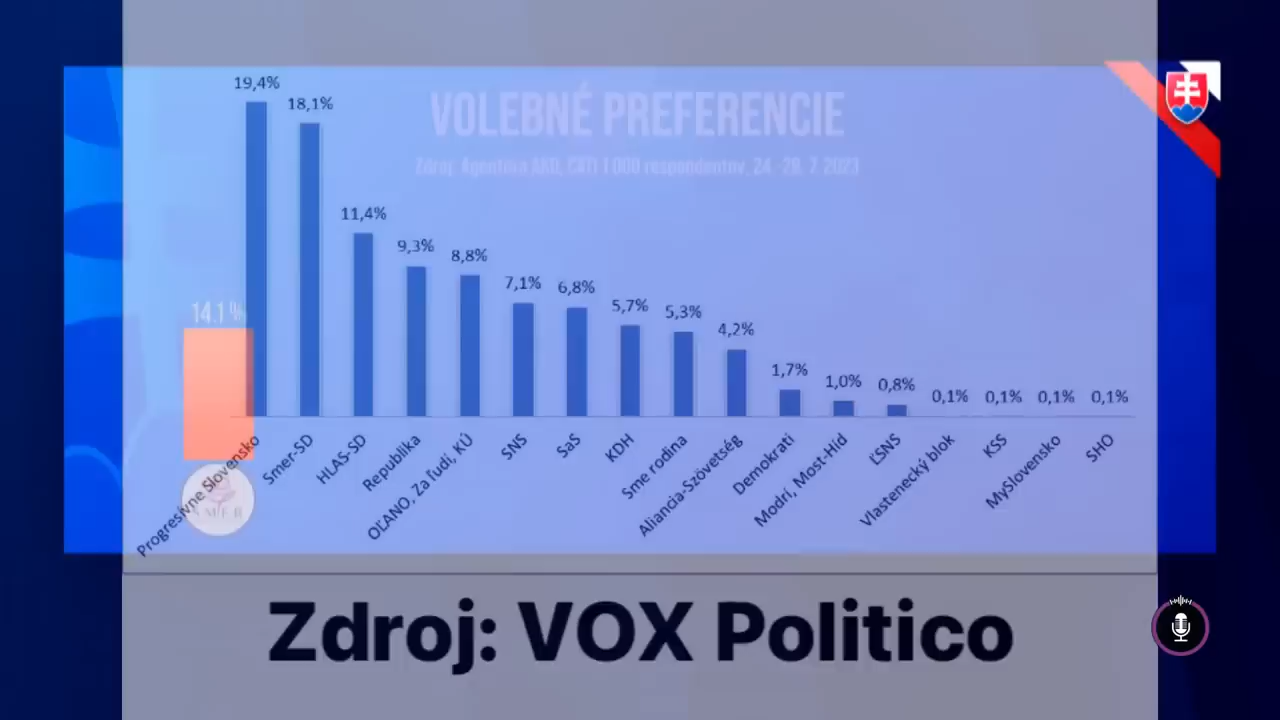 19,4%
18,1%
VOLEBNÉ PREFERENCIE
Zdroj: Agentúra AKO, CATI 1000 respondentov, 24.-28. 2. 2023
11,4%
9,3%
8,8%
7,1%
6,8%
5,7%
5,3%
4,2%
14.1 %
1,7%
1,0%
0,8%
0,1%
0,1%
0,1%
0,1%
Progresívne Slovensko
Smer-SD
HLAS-SD
Republika
OĽANO, Za ľudí, KÚ
SNS
SaS
KDH
Sme rodina
Aliancia-Szövetség
Demokrati
Modrí, Most-Híd
ĽSNS
Vlastenecký blok
KSS
MySlovensko
SHO
SMER
Zdroj: VOX Politico